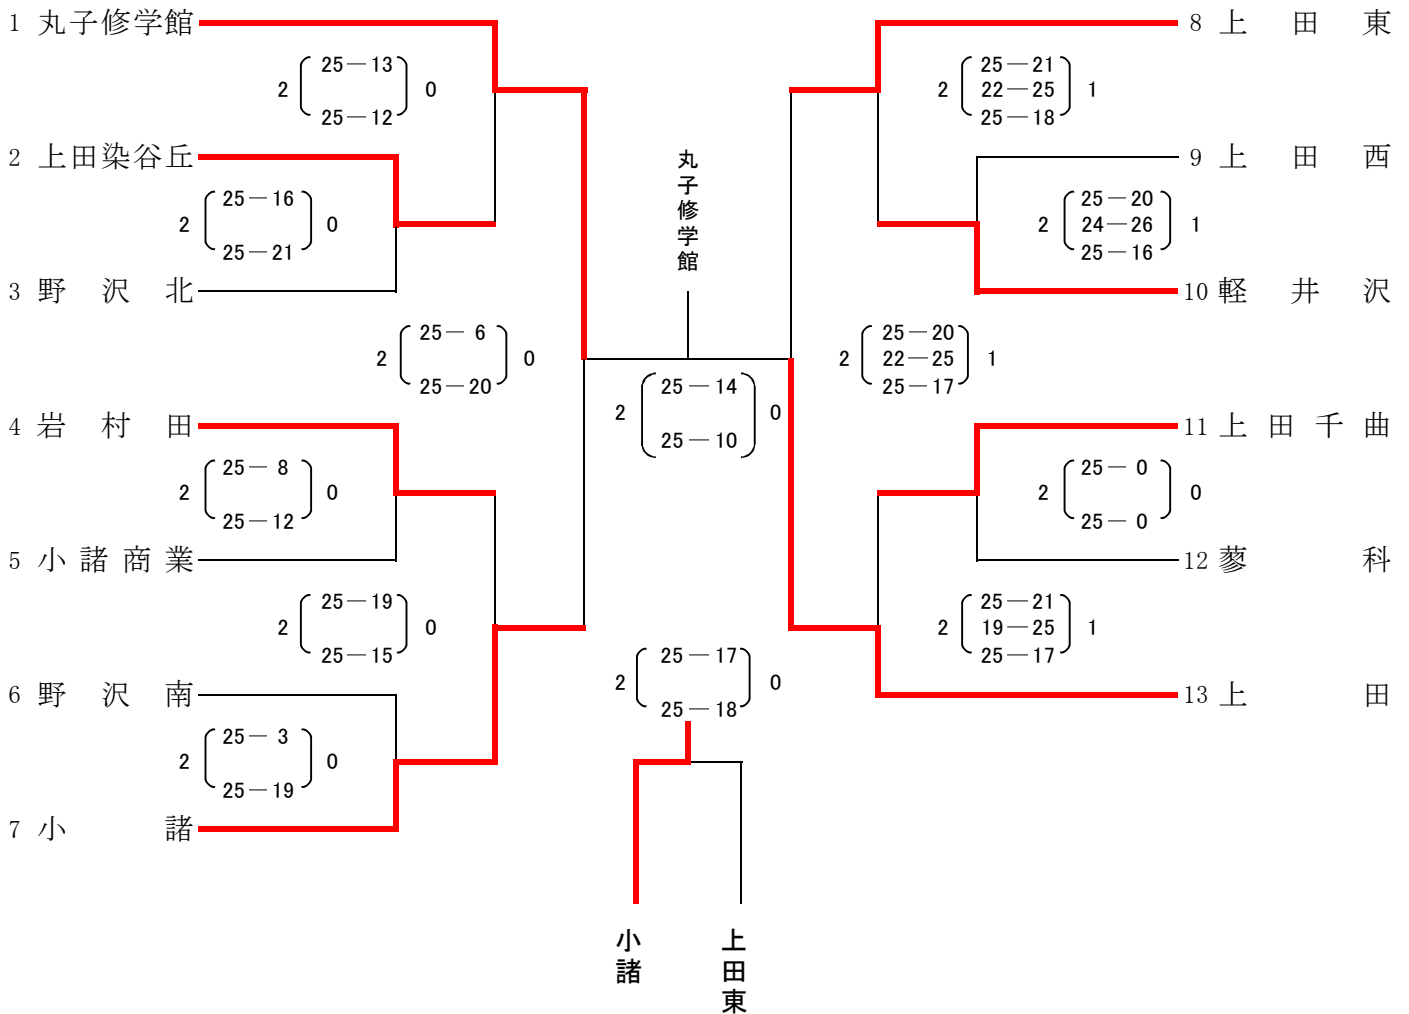 1 丸子修学館
2 ( 25－13 25－12 ) 0
2 上田染谷丘
2 ( 25－16 25－21 ) 0
3 野沢北
2 ( 25－ 6 25－20 ) 0
4 岩村田
2 ( 25－ 8 25－12 ) 0
5 小諸商業
2 ( 25－19 25－15 ) 0
6 野沢南
2 ( 25－ 3 25－19 ) 0
7 小諸
丸子修学館
2 ( 25－14 25－10 ) 0
2 ( 25－17 25－18 ) 0
小諸
上田東
8 上田東
2 ( 25－21 22－25 25－18 ) 1
9 上田西
2 ( 25－20 24－26 25－16 ) 1
10 軽井沢
2 ( 25－20 22－25 25－17 ) 1
11 上田千曲
2 ( 25－ 0 25－ 0 ) 0
12 蓼科
2 ( 25－21 19－25 25－17 ) 1
13 上田